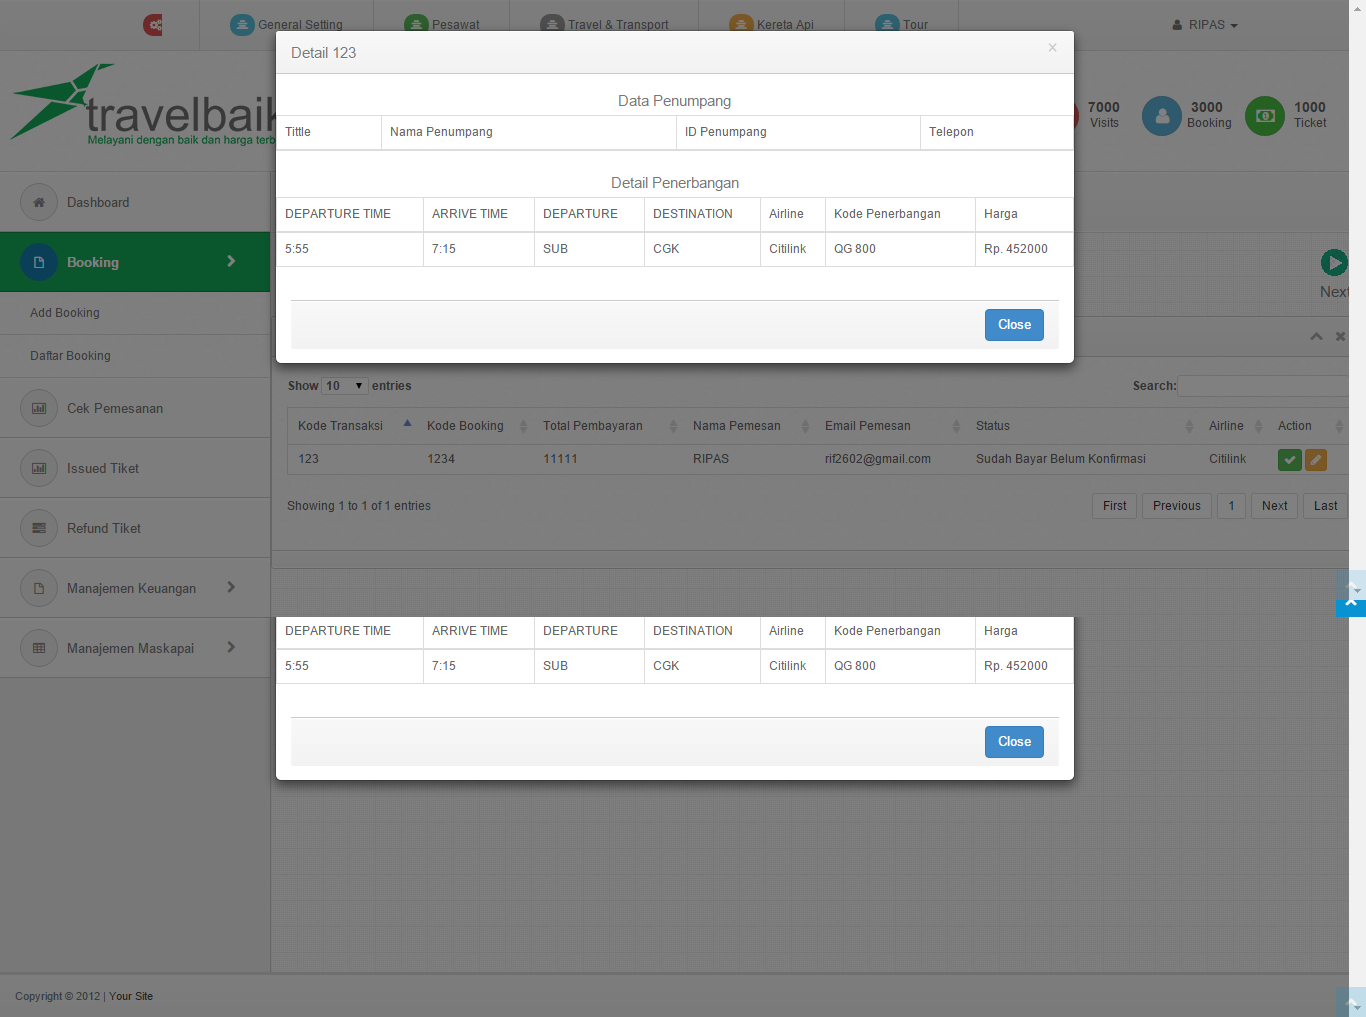 General Setting Pesawat Travel & Transport Kereta Api Tour RIPAS
Detail 123 ×
travelbaik
Melayani dengan baik dan harga terb
7000 Visits
3000 Booking
1000 Ticket
Data Penumpang
Tittle Nama Penumpang ID Penumpang Telepon
Detail Penerbangan
DEPARTURE TIME ARRIVE TIME DEPARTURE DESTINATION Airline Kode Penerbangan Harga
5:55 7:15 SUB CGK Citilink QG 800 Rp. 452000
Close
Dashboard
Booking
Add Booking
Daftar Booking
Cek Pemesanan
Issued Tiket
Refund Tiket
Manajemen Keuangan
Manajemen Maskapai
Next
Show 10 entries Search:
Kode Transaksi Kode Booking Total Pembayaran Nama Pemesan Email Pemesan Status Airline Action
123 1234 11111 RIPAS rif2602@gmail.com Sudah Bayar Belum Konfirmasi Citilink
Showing 1 to 1 of 1 entries First Previous 1 Next Last
DEPARTURE TIME ARRIVE TIME DEPARTURE DESTINATION Airline Kode Penerbangan Harga
5:55 7:15 SUB CGK Citilink QG 800 Rp. 452000
Close
Copyright © 2012 | Your Site